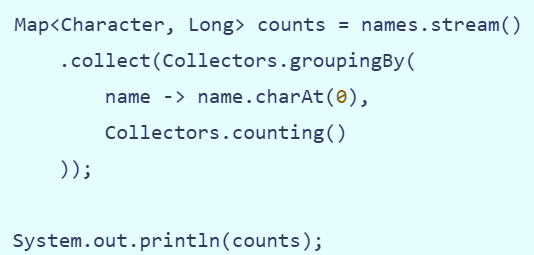 Map<Character, Long> counts = names.stream()
    .collect(Collectors.groupingBy(
        name -> name.charAt(0),
        Collectors.counting()
    ));

System.out.println(counts);